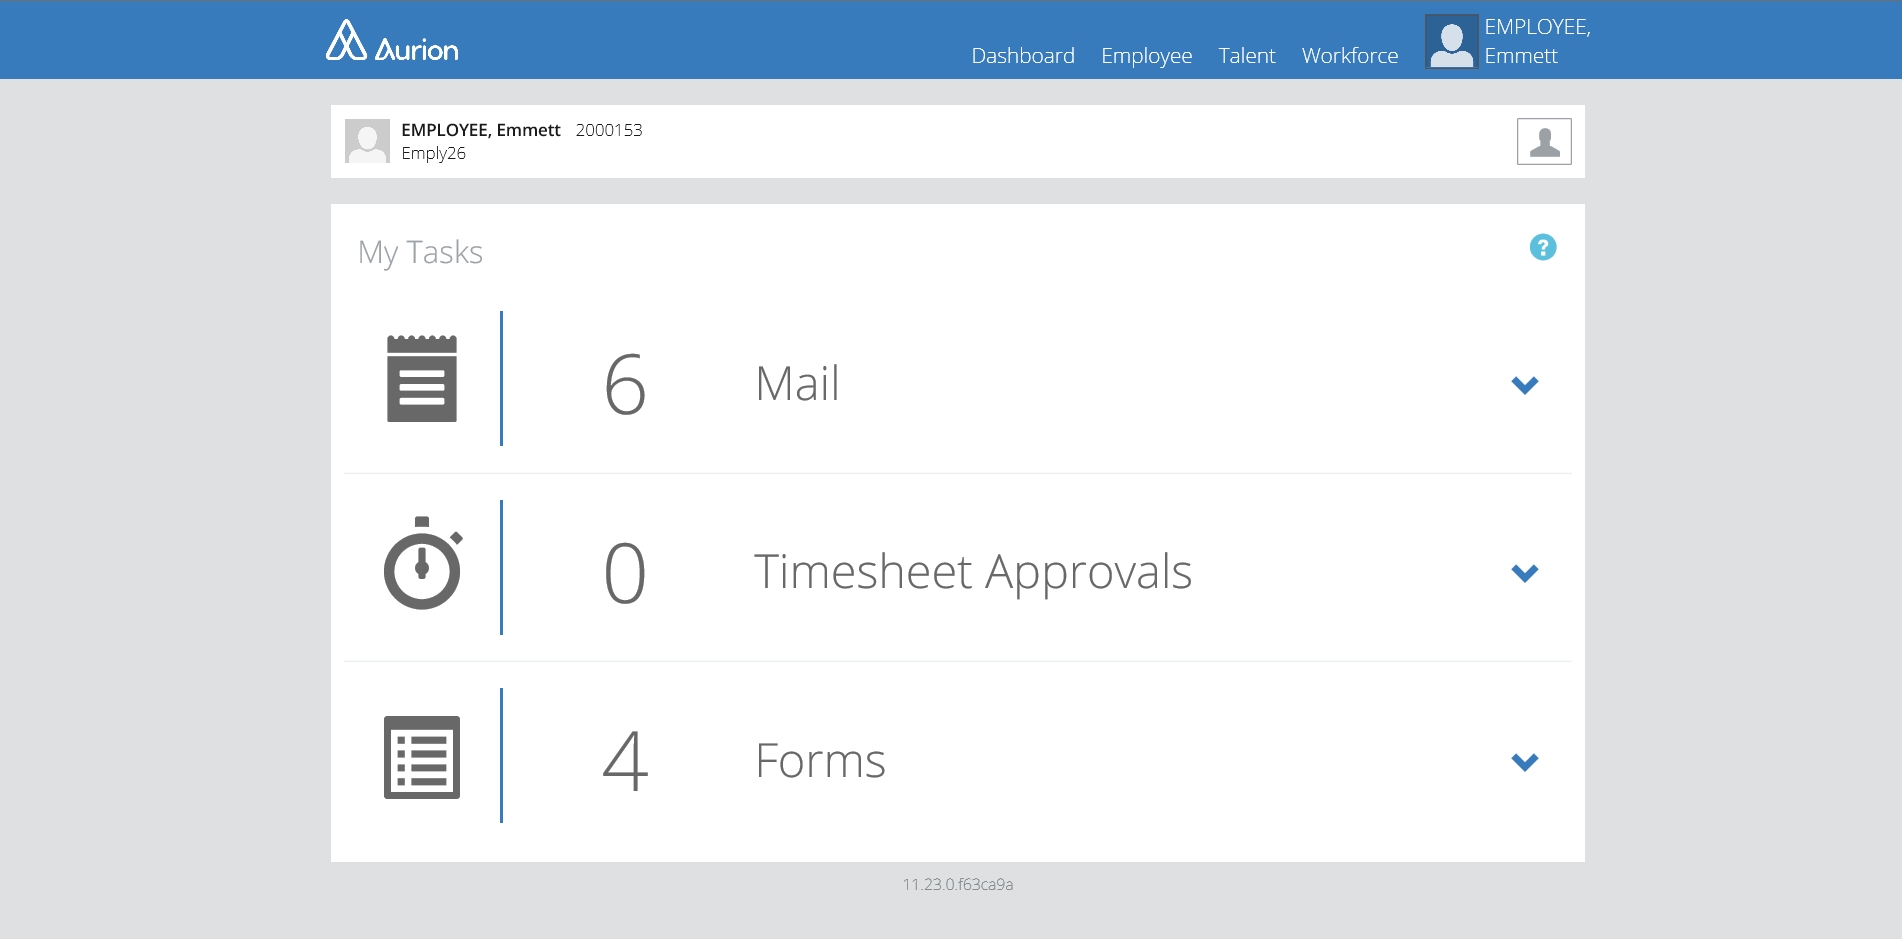 Aurion
Dashboard Employee Talent Workforce
EMPLOYEE,
Emmett
EMPLOYEE, Emmett 2000153
Emply26
My Tasks
?
6 Mail
0 Timesheet Approvals
4 Forms
11.23.0.f63ca9a